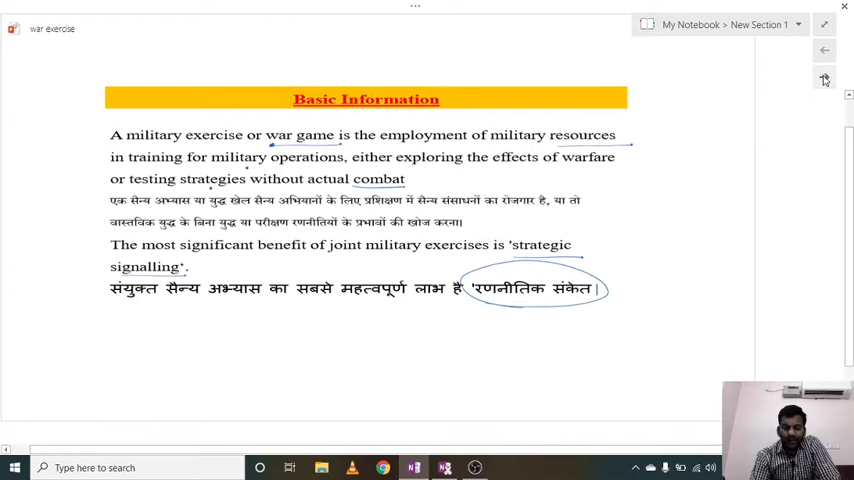 My Notebook > New Section 1
war exercise
Basic Information
A military exercise or war game is the employment of military resources
in training for military operations, either exploring the effects of warfare
or testing strategies without actual combat
एक सैन्य अभ्यास या युद्ध खेल सैन्य अभियानों के लिए प्रशिक्षण में सैन्य संसाधनों का रोजगार है, या तो
वास्तविक युद्ध के बिना युद्ध या परीक्षण रणनीतियों के प्रभावों की खोज करना।
The most significant benefit of joint military exercises is 'strategic
signalling‘.
संयुक्त सैन्य अभ्यास का सबसे महत्वपूर्ण लाभ है 'रणनीतिक संकेत |
Type here to search